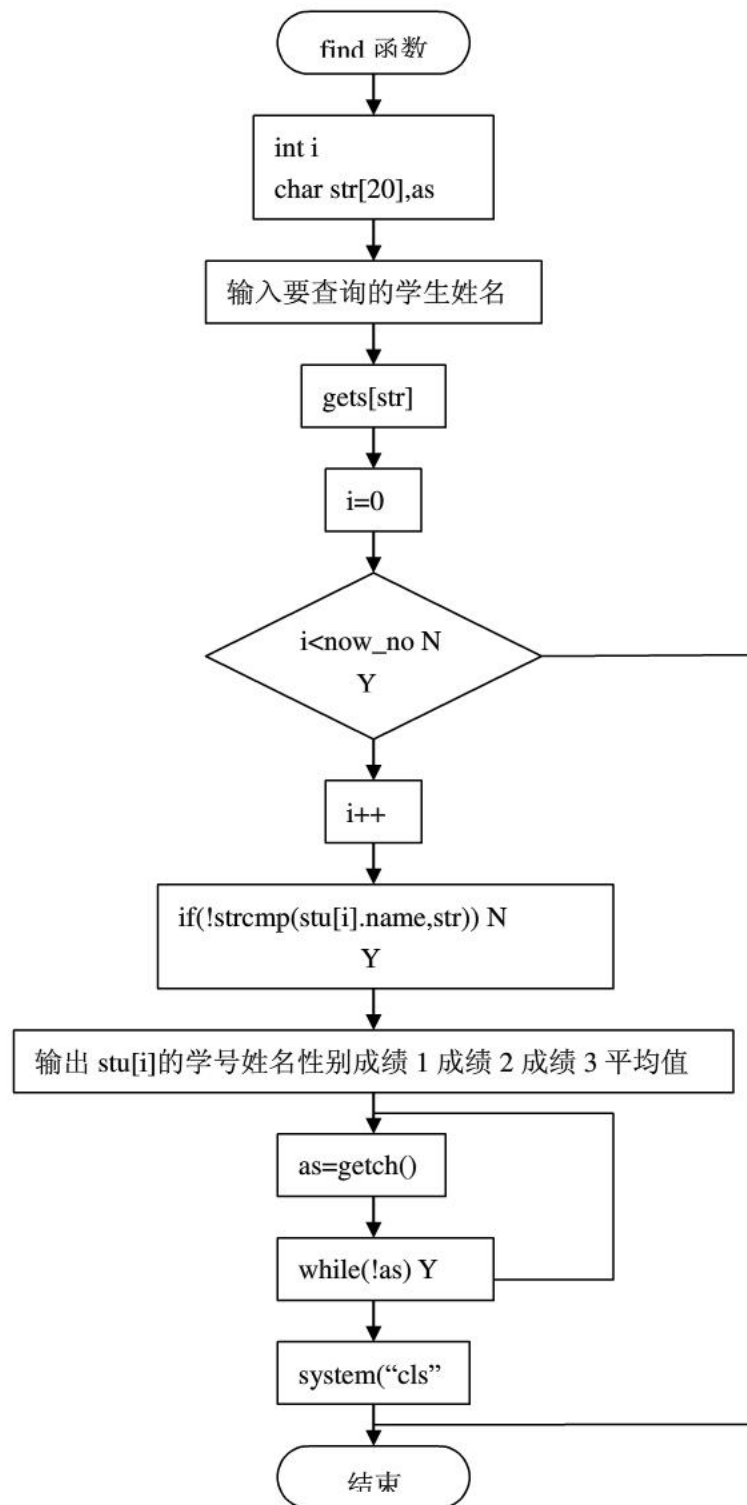 find 函数
int i
char str[20],as
输入要查询的学生姓名
gets[str]
i=0
i<now_no N
Y
i++
if(!strcmp(stu[i].name,str)) N
Y
输出 stu[i]的学号姓名性别成绩 1 成绩 2 成绩 3 平均值
as=getch()
while(!as) Y
system(“cls”
结束